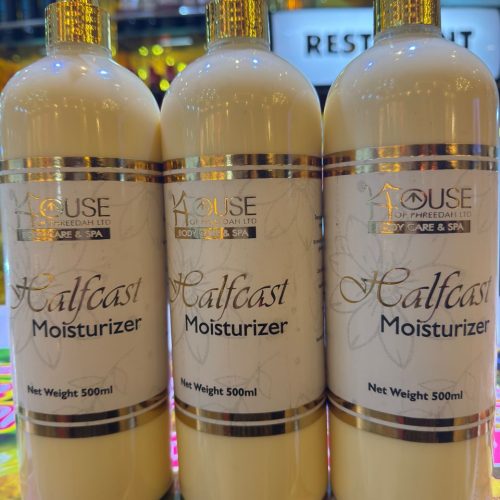 REST
HOUSE
OF PHREEDAH LTD
BODY CARE & SPA
Halfcast
Moisturizer
Net Weight 500ml
HOUSE
OF PHREEDAH LTD
BODY CARE & SPA
Halfcast
Moisturizer
Net Weight 500ml
HOUSE
OF PHREEDAH LTD
BODY CARE & SPA
Halfcast
Moisturizer
Net Weight 500ml